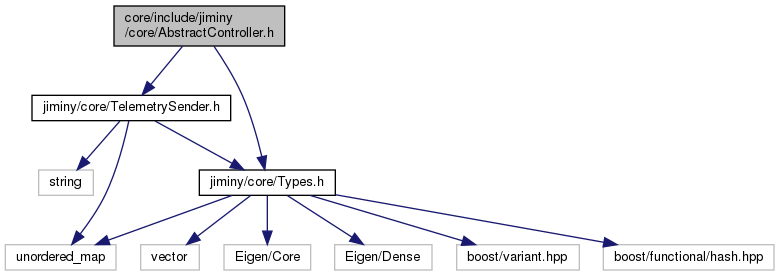 core/include/jiminy
/core/AbstractController.h
jiminy/core/TelemetrySender.h
string
jiminy/core/Types.h
unordered_map
vector
Eigen/Core
Eigen/Dense
boost/variant.hpp
boost/functional/hash.hpp